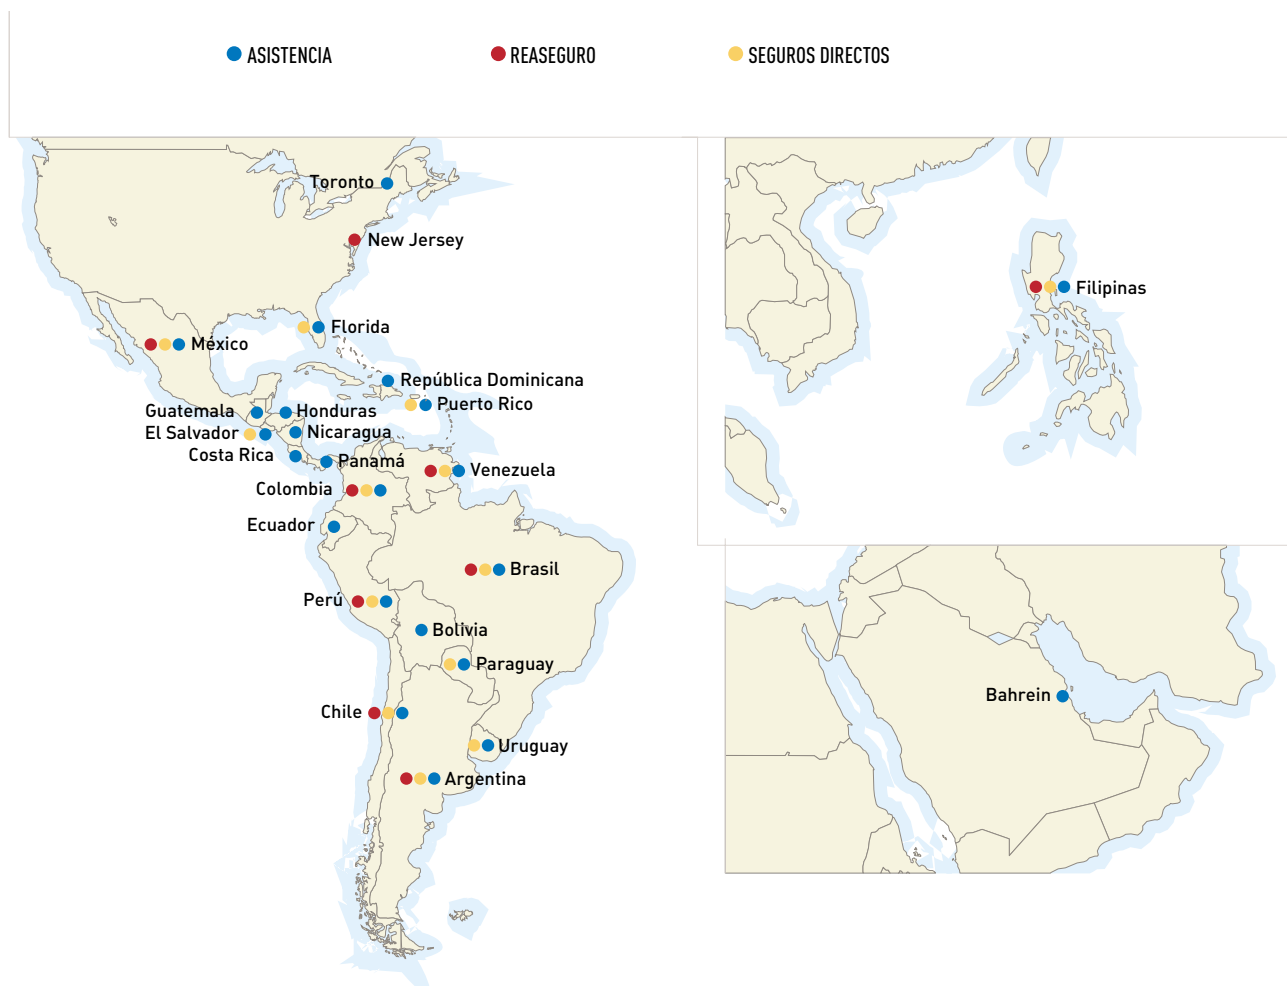 ASISTENCIA
REASEGURO
SEGUROS DIRECTOS
Toronto
New Jersey
Florida
México
República Dominicana
Puerto Rico
Guatemala
Honduras
El Salvador
Nicaragua
Costa Rica
Panamá
Venezuela
Colombia
Ecuador
Brasil
Perú
Bolivia
Paraguay
Chile
Uruguay
Argentina
Filipinas
Bahrein